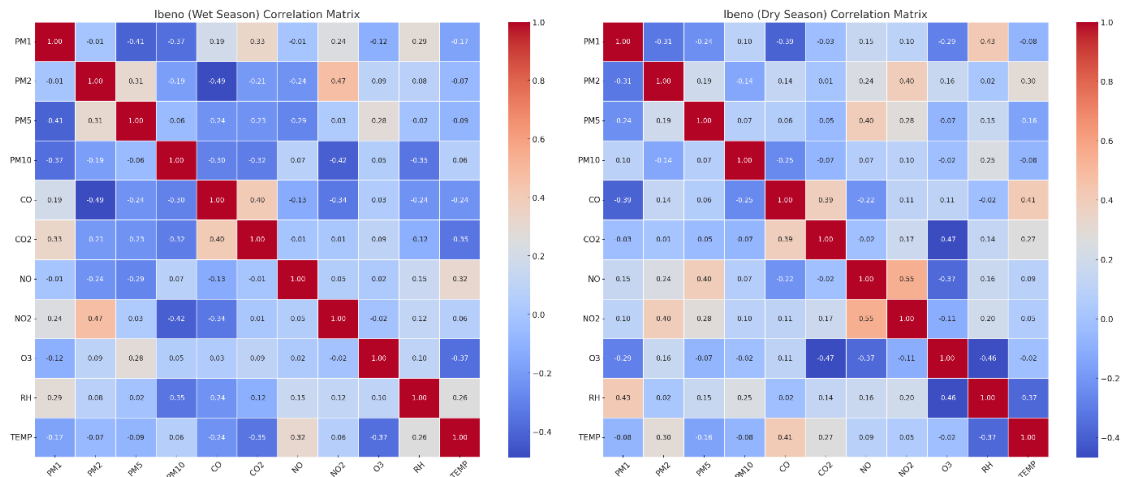 Ibeno (Wet Season) Correlation Matrix
PM1 1.00 -0.01 -0.41 -0.37 0.19 0.33 -0.01 0.24 -0.12 0.29 -0.17
PM2 -0.01 1.00 0.31 -0.19 -0.49 -0.21 -0.24 0.47 0.09 0.08 -0.07
PM5 -0.41 0.31 1.00 -0.06 -0.24 -0.23 -0.29 0.03 0.28 0.02 -0.09
PM10 -0.37 -0.19 -0.06 1.00 -0.30 -0.32 0.07 -0.42 0.05 -0.35 0.06
CO 0.19 -0.49 -0.24 -0.30 1.00 0.40 -0.13 -0.34 0.03 -0.24 -0.24
CO2 0.33 -0.21 -0.23 -0.32 0.40 1.00 -0.01 0.01 0.09 -0.12 -0.35
NO -0.01 -0.24 -0.29 0.07 -0.13 -0.01 1.00 0.05 0.02 0.15 0.32
NO2 0.24 0.47 0.03 -0.42 -0.34 0.01 0.05 1.00 -0.02 0.12 0.06
O3 -0.12 0.09 0.28 0.05 0.03 0.09 0.02 -0.02 1.00 0.10 -0.37
RH 0.29 0.08 0.02 -0.35 -0.24 -0.12 0.15 0.12 0.10 1.00 0.26
TEMP -0.17 -0.07 -0.09 0.06 -0.24 -0.35 0.32 0.06 -0.37 0.26 1.00
PM1 PM2 PM5 PM10 CO CO2 NO NO2 O3 RH TEMP
1.0
0.8
0.6
0.4
0.2
0.0
−0.2
−0.4
Ibeno (Dry Season) Correlation Matrix
PM1 1.00 -0.31 -0.24 0.10 -0.39 -0.03 0.15 0.10 -0.29 0.43 -0.08
PM2 -0.31 1.00 0.19 -0.14 0.14 0.01 0.24 0.40 0.16 0.02 0.30
PM5 -0.24 0.19 1.00 0.07 0.06 0.05 0.40 0.28 -0.07 0.15 -0.16
PM10 0.10 -0.14 0.07 1.00 -0.25 -0.07 0.07 0.10 -0.02 0.25 -0.08
CO -0.39 0.14 0.06 -0.25 1.00 0.39 -0.22 0.11 0.11 -0.02 0.41
CO2 -0.03 0.01 0.05 -0.07 0.39 1.00 -0.02 0.17 -0.47 0.14 0.27
NO 0.15 0.24 0.40 0.07 -0.22 -0.02 1.00 0.55 -0.37 0.16 0.09
NO2 0.10 0.40 0.28 0.10 0.11 0.17 0.55 1.00 -0.11 0.20 0.05
O3 -0.29 0.16 -0.07 -0.02 0.11 -0.47 -0.37 -0.11 1.00 -0.46 -0.02
RH 0.43 0.02 0.15 0.25 -0.02 0.14 0.16 0.20 -0.46 1.00 -0.37
TEMP -0.08 0.30 -0.16 -0.08 0.41 0.27 0.09 0.05 -0.02 -0.37 1.00
PM1 PM2 PM5 PM10 CO CO2 NO NO2 O3 RH TEMP
1.0
0.8
0.6
0.4
0.2
0.0
−0.2
−0.4